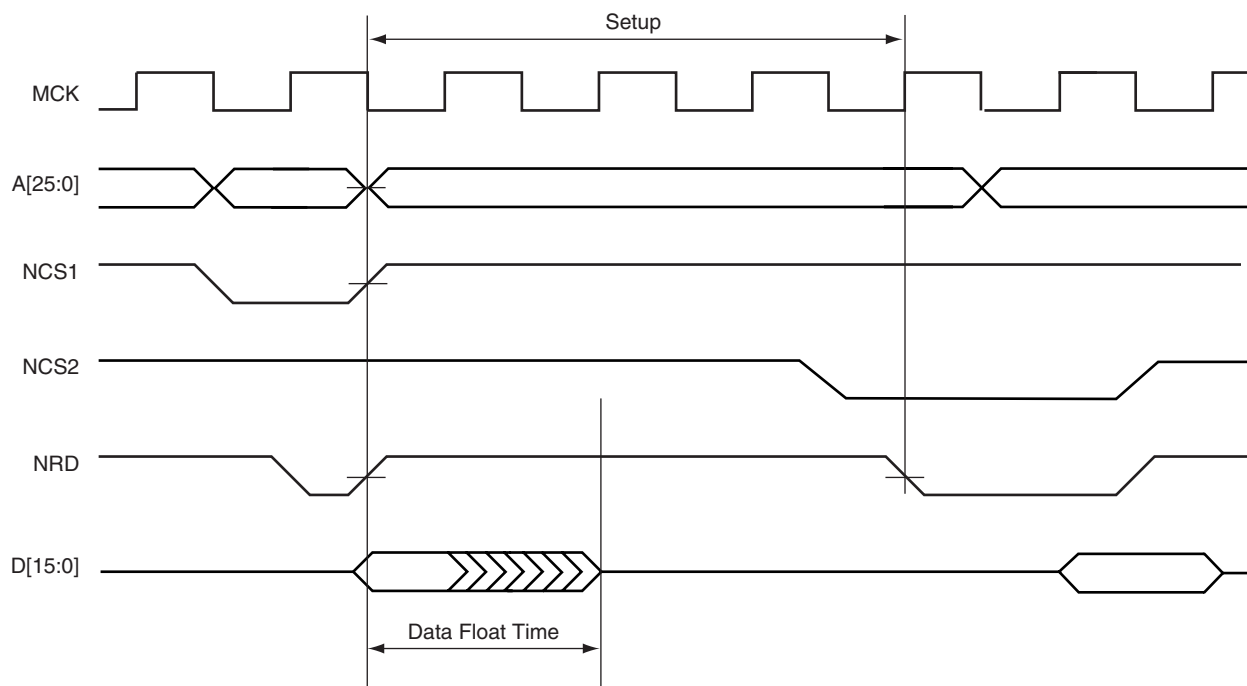 Setup
MCK
A[25:0]
NCS1
NCS2
NRD
D[15:0]
Data Float Time